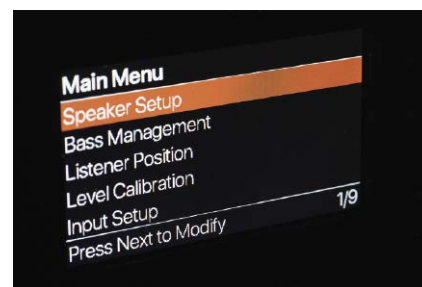 Main Menu
Speaker Setup
Bass Management
Listener Position
Level Calibration
Input Setup
1/9
Press Next to Modify